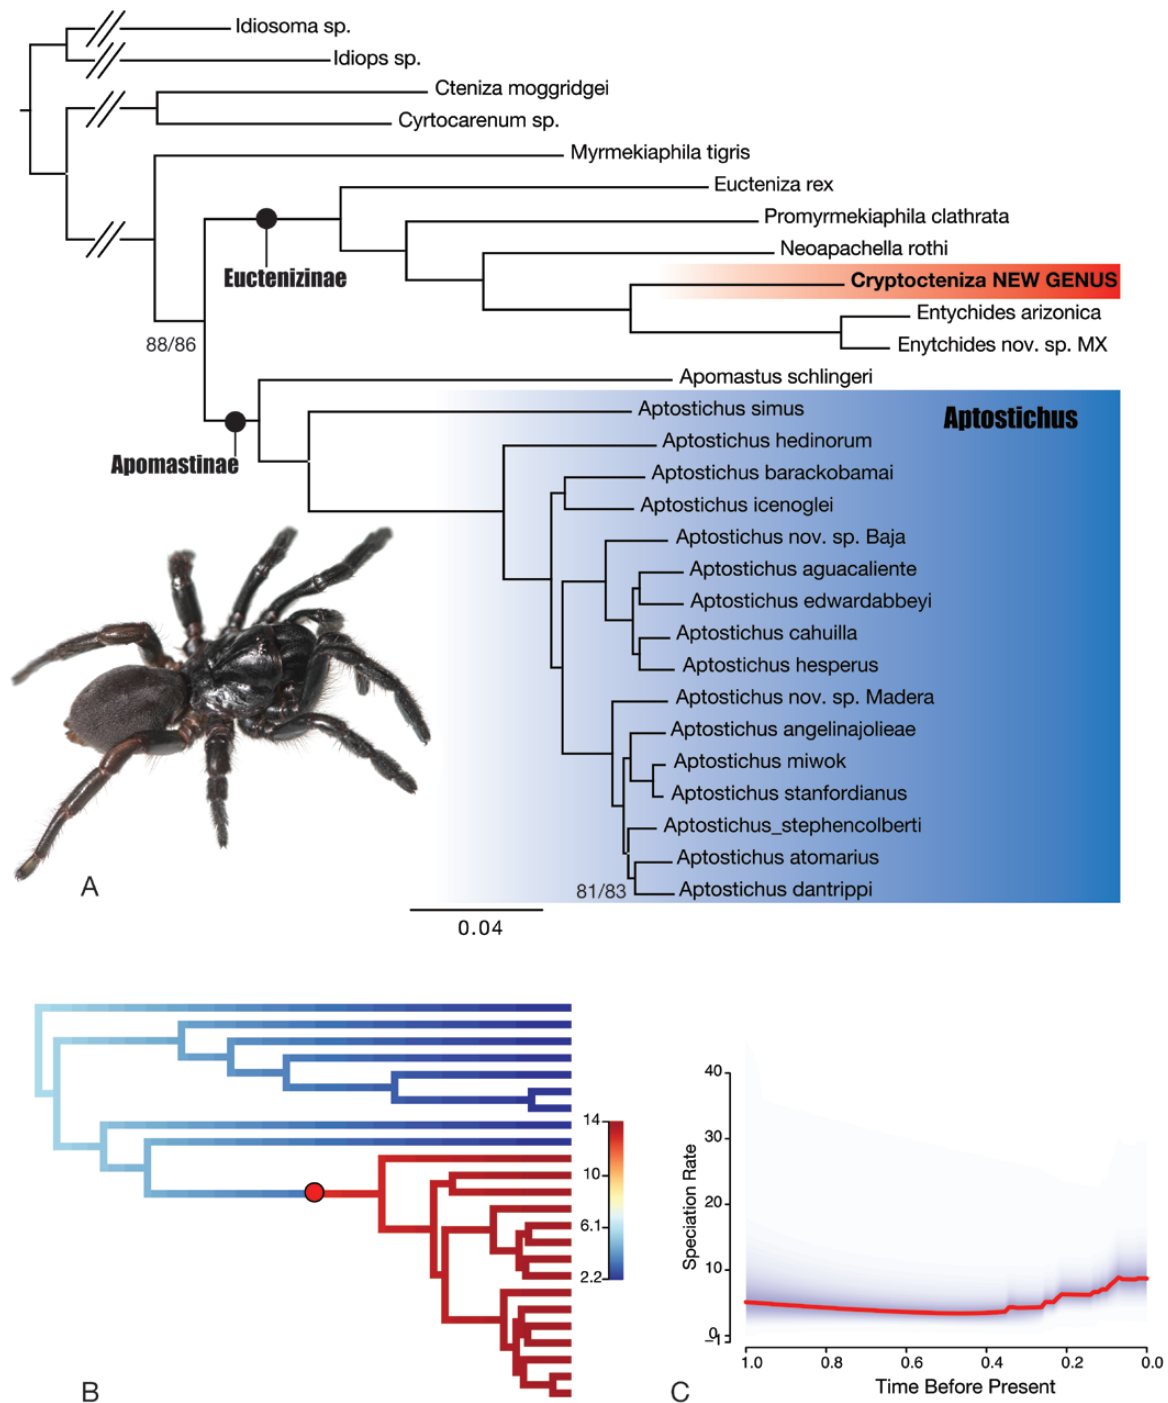 Idiosoma sp.
Idiops sp.
Cteniza moggridgei
Cyrtocarenum sp.
Myrmekiaphila tigris
Eucteniza rex
Promyrmekiaphila clathrata
Neoapachella rothi
Euctenizinae
Cryptocteniza NEW GENUS
Entychides arizonica
88/86
Enytchides nov. sp. MX
Apomastus schlingeri
Aptostichus simus
Aptostichus
Aptostichus hedinorum
Apomastinae
Aptostichus barackobamai
Aptostichus icenoglei
Aptostichus nov. sp. Baja
Aptostichus aguacaliente
Aptostichus edwardabbeyi
Aptostichus cahuilla
Aptostichus hesperus
Aptostichus nov. sp. Madera
Aptostichus angelinajolieae
Aptostichus miwok
Aptostichus stanfordianus
Aptostichus_stephencolberti
Aptostichus atomarius
81/83
Aptostichus dantrippi
A
0.04
14
10
6.1
2.2
B
Speciation Rate
40
30
20
10
0
-1
1.0 0.8 0.6 0.4 0.2 0.0
Time Before Present
C